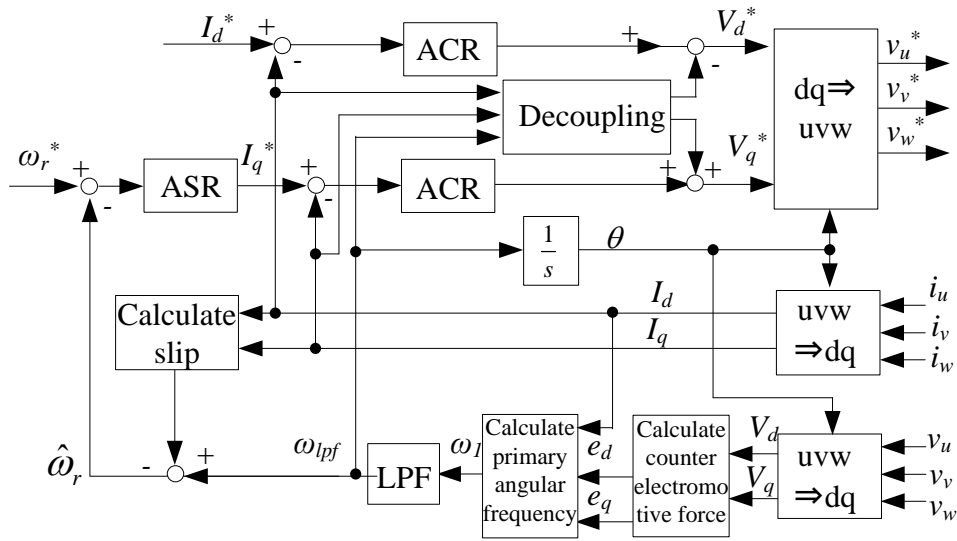 I_d^* + - ACR + - V_d^*
dq⇒ uvw
v_u^*
v_v^*
v_w^*
Decoupling
ω_r^* + - ASR I_q^* + - ACR + + V_q^*
1/s θ
Calculate slip
I_d
I_q
uvw ⇒dq
i_u
i_v
i_w
ω̂_r - + ω_lpf LPF ω_1
Calculate primary angular frequency
e_d
e_q
Calculate counter electromo tive force
V_d
V_q
uvw ⇒dq
v_u
v_v
v_w